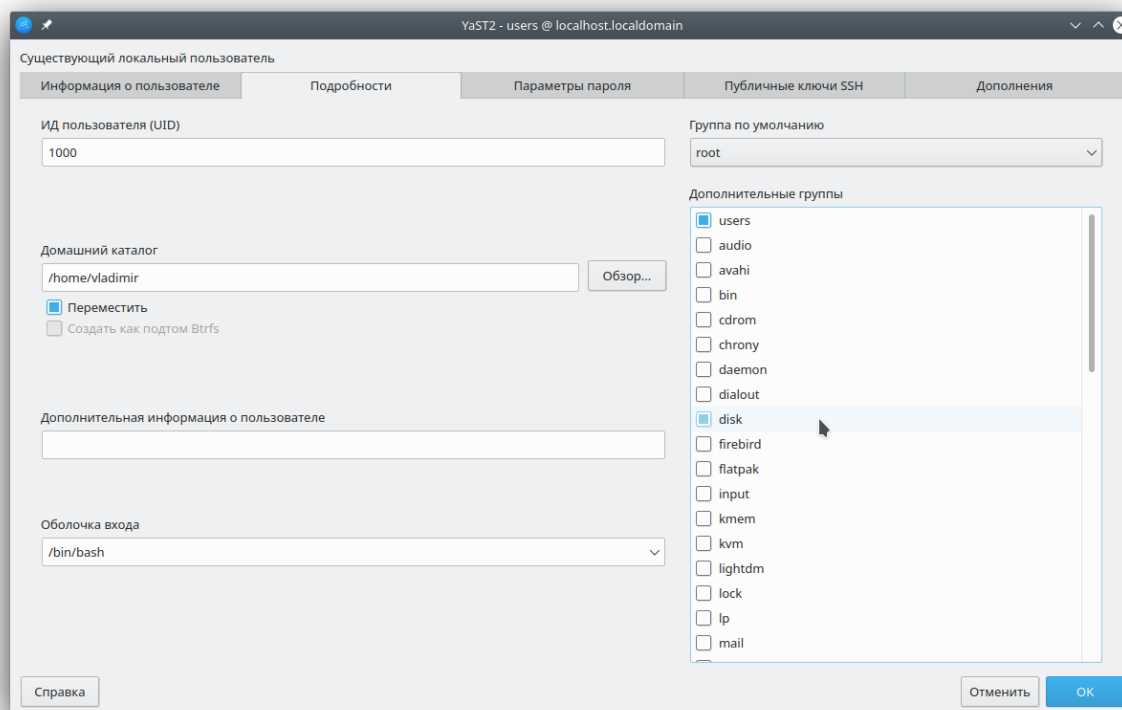 YaST2 - users @ localhost.localdomain
Существующий локальный пользователь
Информация о пользователе
Подробности
Параметры пароля
Публичные ключи SSH
Дополнения
ИД пользователя (UID)
1000
Домашний каталог
/home/vladimir
Обзор...
Переместить
Создать как подтом Btrfs
Дополнительная информация о пользователе
Оболочка входа
/bin/bash
Группа по умолчанию
root
Дополнительные группы
users
audio
avahi
bin
cdrom
chrony
daemon
dialout
disk
firebird
flatpak
input
kmem
kvm
lightdm
lock
lp
mail
Справка
Отменить
OK